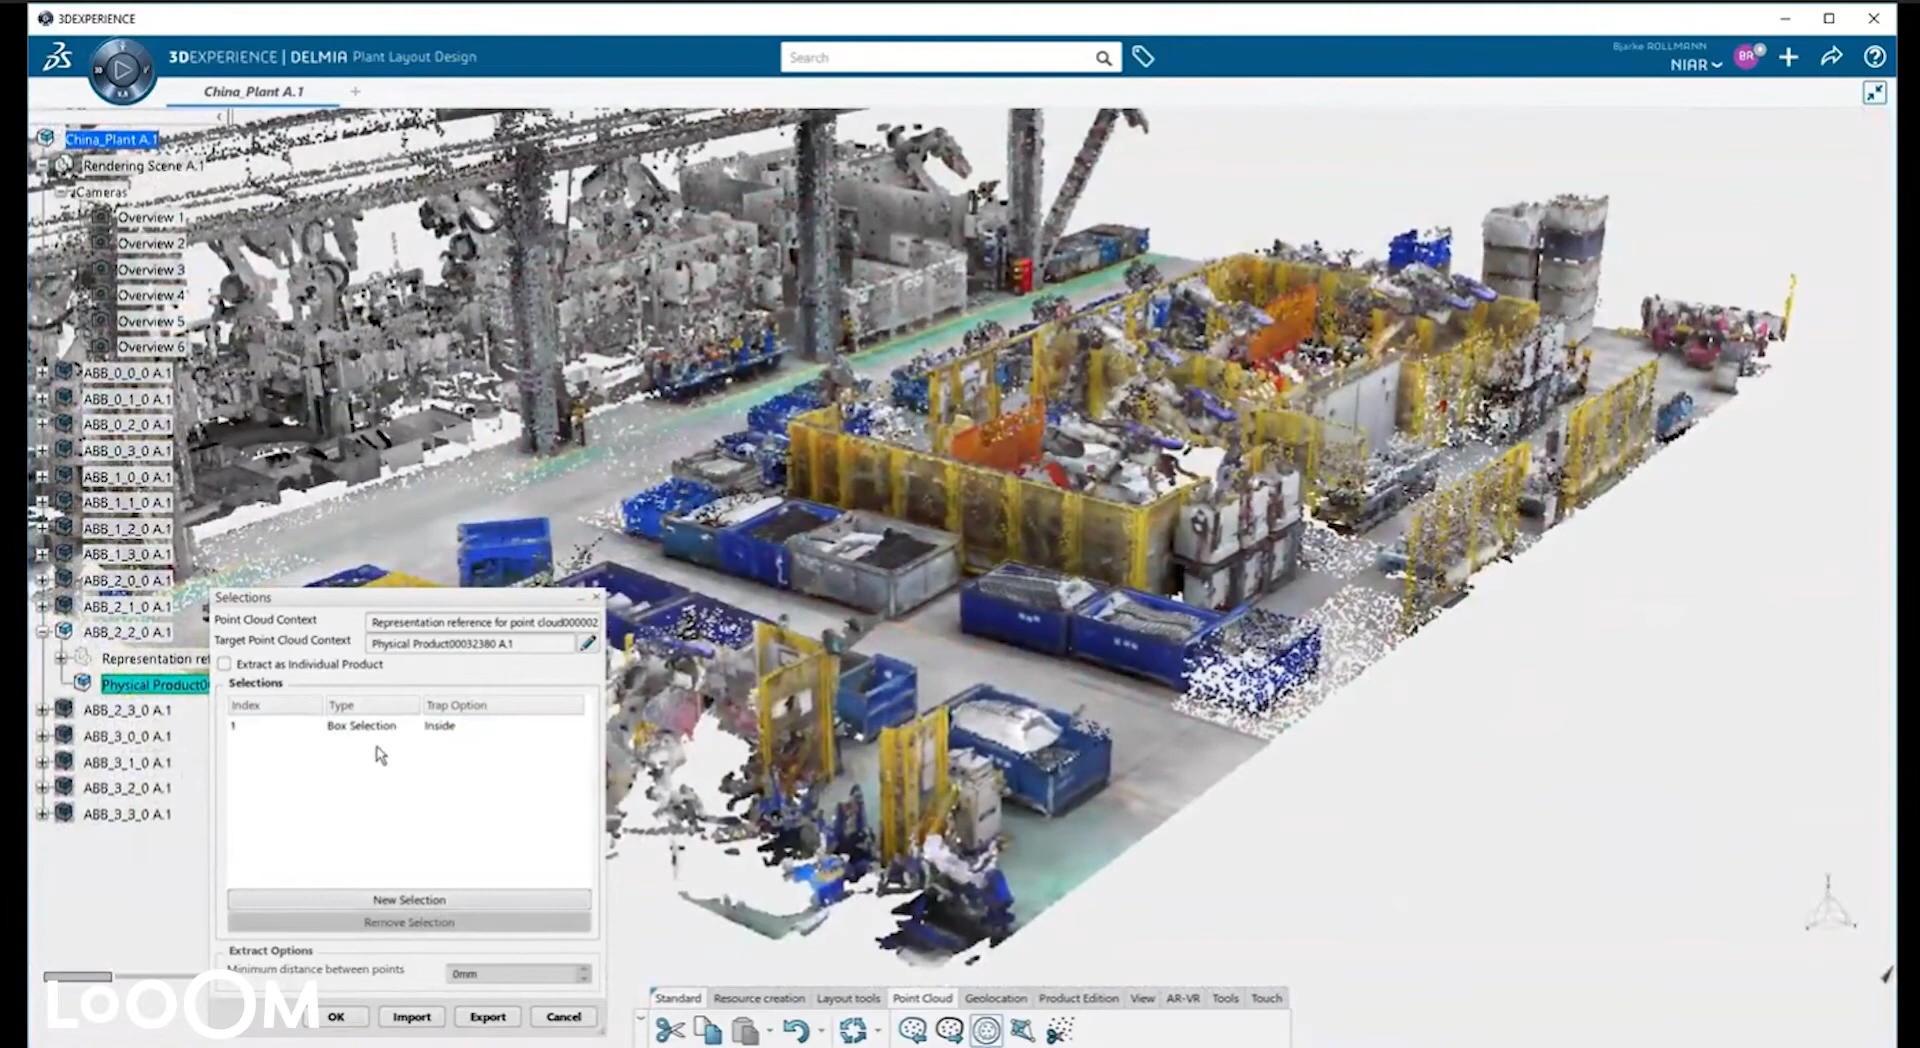 3DEXPERIENCE
3DEXPERIENCE | DELMIA Plant Layout Design
Search
Bjarke ROLLMANN
NIAR
BR
China_Plant A.1
China_Plant A.1
Rendering Scene A.1
Cameras
Overview 1
Overview 2
Overview 3
Overview 4
Overview 5
Overview 6
ABB_0_0_0 A.1
ABB_0_1_0 A.1
ABB_0_2_0 A.1
ABB_0_3_0 A.1
ABB_1_0_0 A.1
ABB_1_1_0 A.1
ABB_1_2_0 A.1
ABB_1_3_0 A.1
ABB_2_0_0 A.1
ABB_2_1_0 A.1
ABB_2_2_0 A.1
Representation rel
Physical Product0
ABB_2_3_0 A.1
ABB_3_0_0 A.1
ABB_3_1_0 A.1
ABB_3_2_0 A.1
ABB_3_3_0 A.1
Selections
Point Cloud Context
Representation reference for point cloud000002
Target Point Cloud Context
Physical Product00032380 A.1
Extract as Individual Product
Selections
Index Type Trap Option
1 Box Selection Inside
New Selection
Remove Selection
Extract Options
Minimum distance between points
0mm
OK Import Export Cancel
LOOOM
Standard Resource creation Layout tools Point Cloud Geolocation Product Edition View AR-VR Tools Touch